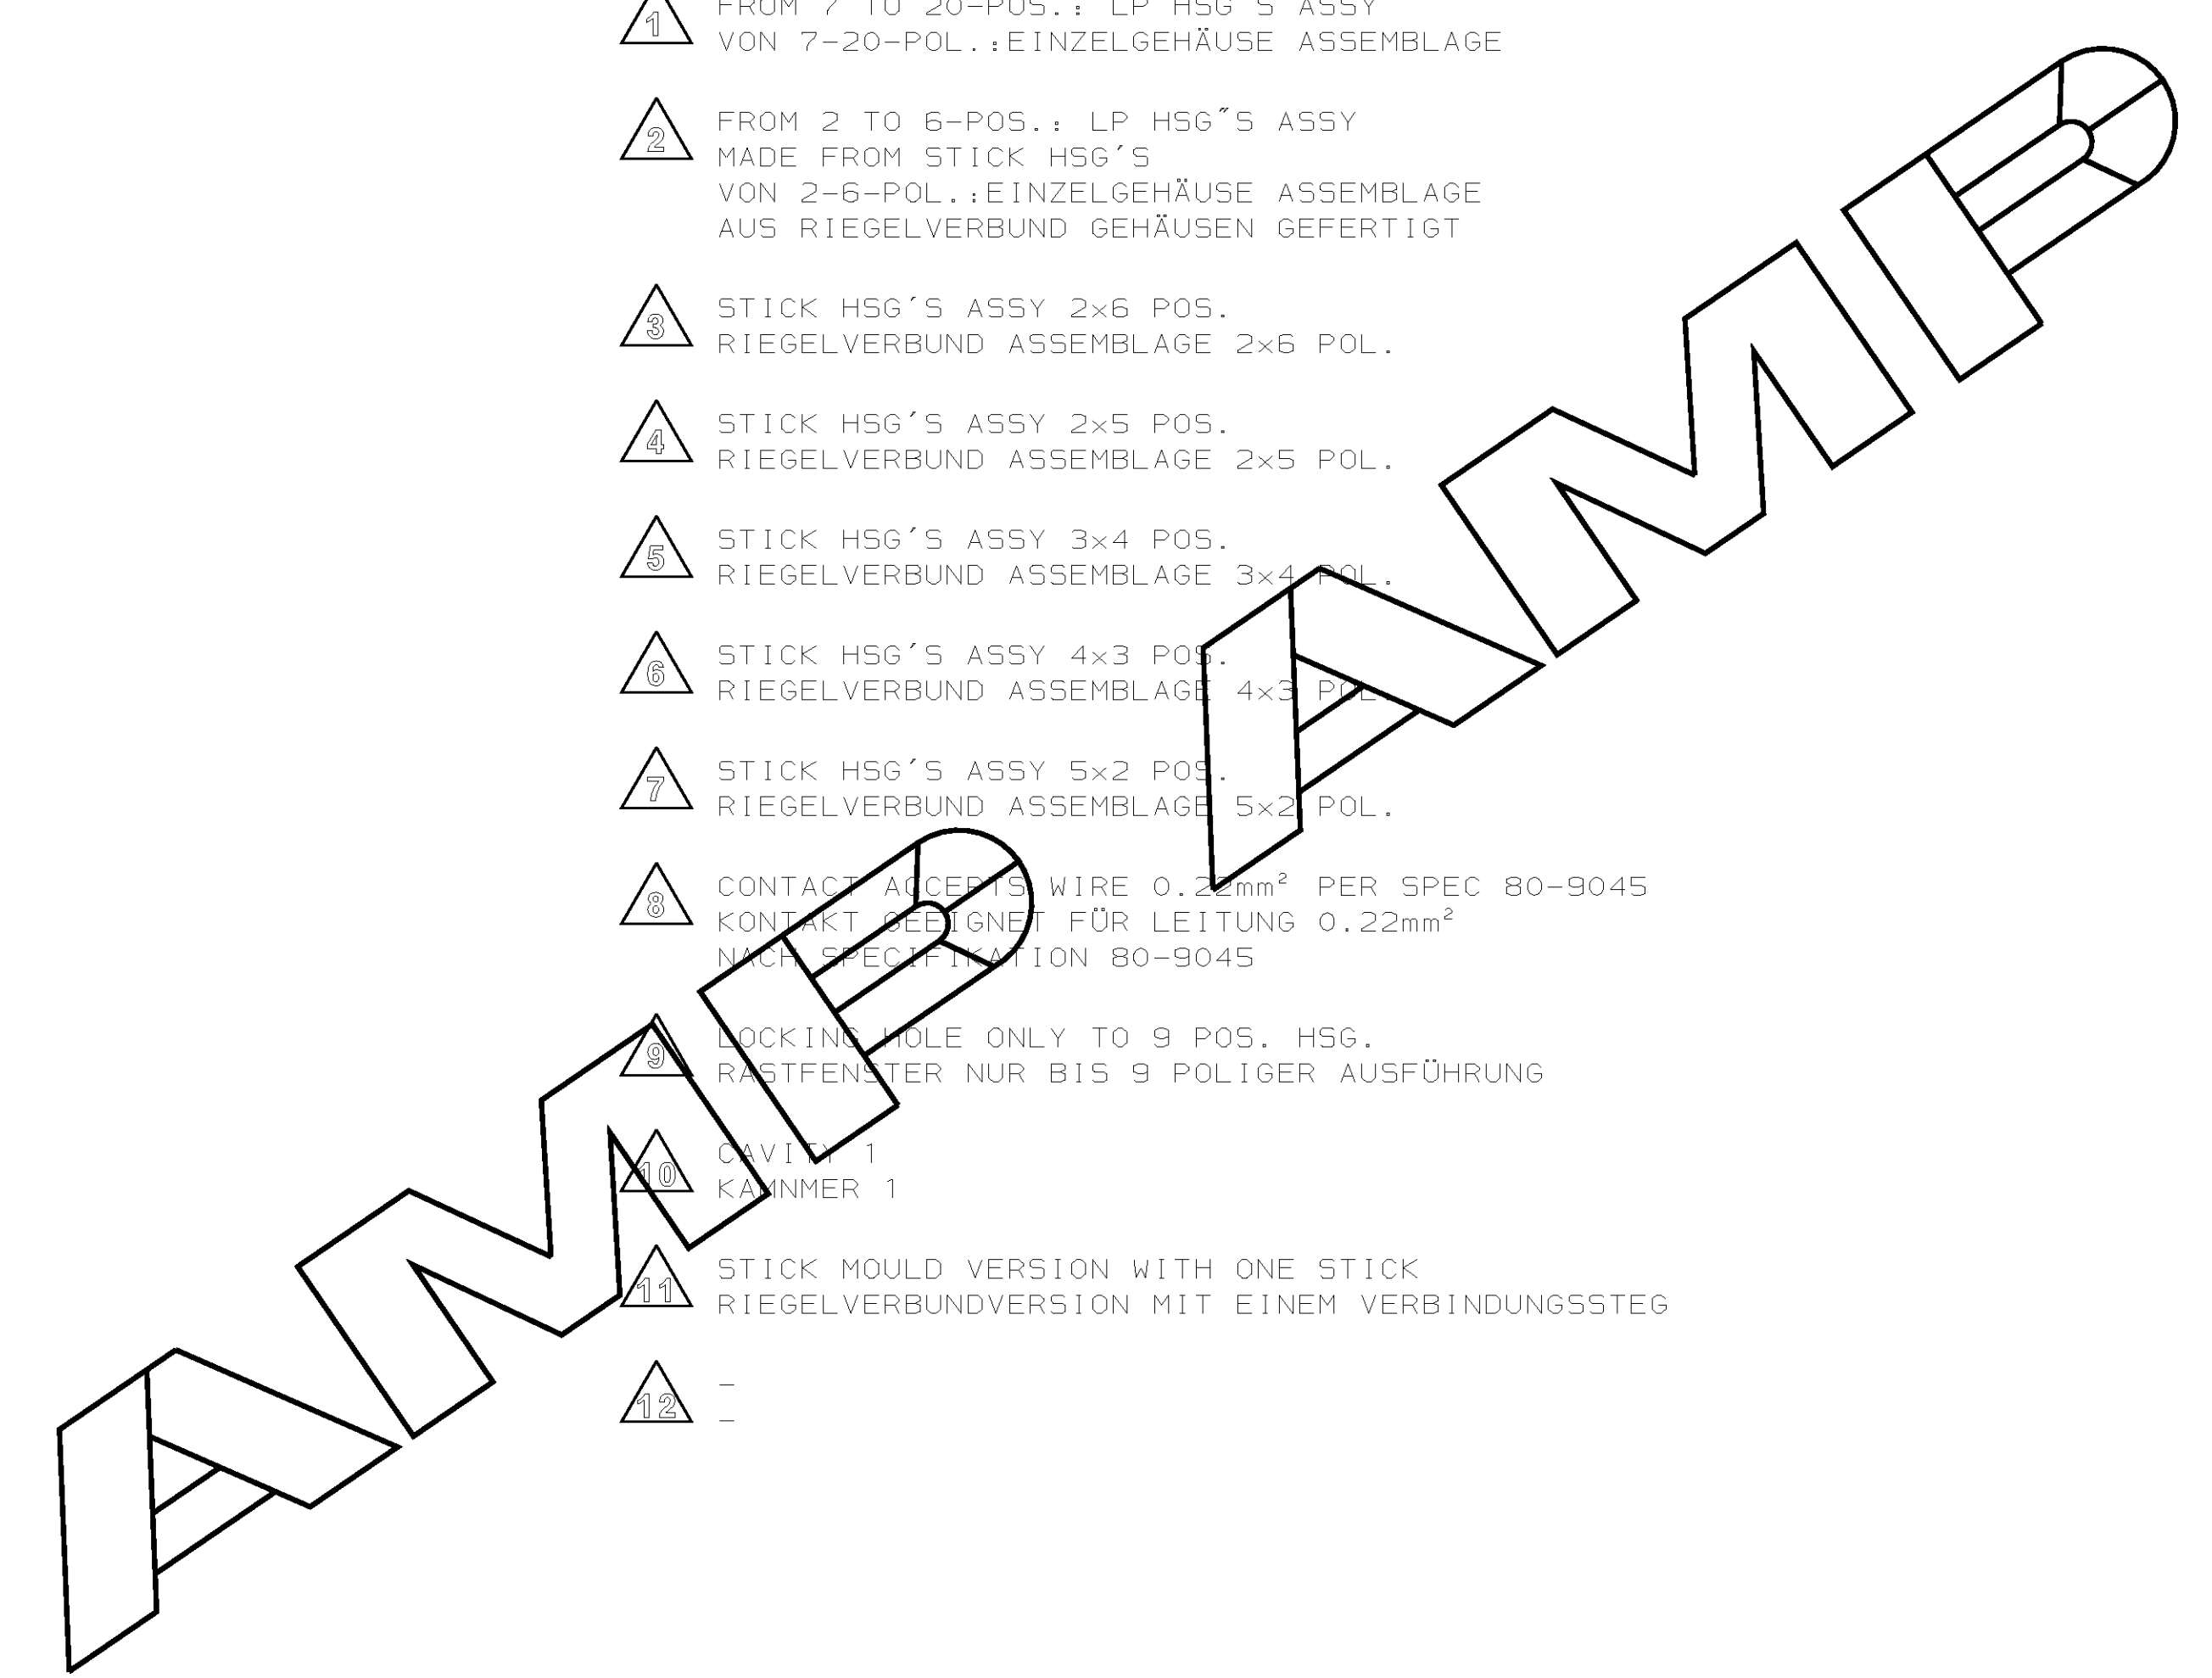 1 FROM 7 TO 20-POS.: LP HSG'S ASSY
VON 7-20-POL.:EINZELGEHÄUSE ASSEMBLAGE
2 FROM 2 TO 6-POS.: LP HSG"S ASSY
MADE FROM STICK HSG'S
VON 2-6-POL.:EINZELGEHÄUSE ASSEMBLAGE
AUS RIEGELVERBUND GEHÄUSEN GEFERTIGT
3 STICK HSG'S ASSY 2x6 POS.
RIEGELVERBUND ASSEMBLAGE 2x6 POL.
4 STICK HSG'S ASSY 2x5 POS.
RIEGELVERBUND ASSEMBLAGE 2x5 POL.
5 STICK HSG'S ASSY 3x4 POS.
RIEGELVERBUND ASSEMBLAGE 3x4 POL.
6 STICK HSG'S ASSY 4x3 POS.
RIEGELVERBUND ASSEMBLAGE 4x3 POL.
7 STICK HSG'S ASSY 5x2 POS.
RIEGELVERBUND ASSEMBLAGE 5x2 POL.
8 CONTACT ACCEPTS WIRE 0.22mm² PER SPEC 80-9045
KONTAKT GEEIGNET FÜR LEITUNG 0.22mm²
NACH SPECIFIKATION 80-9045
9 LOCKING HOLE ONLY TO 9 POS. HSG.
RASTFENSTER NUR BIS 9 POLIGER AUSFÜHRUNG
10 CAVITY 1
KAMNMER 1
11 STICK MOULD VERSION WITH ONE STICK
RIEGELVERBUNDVERSION MIT EINEM VERBINDUNGSSTEG
12 -
-
AMP
AMP